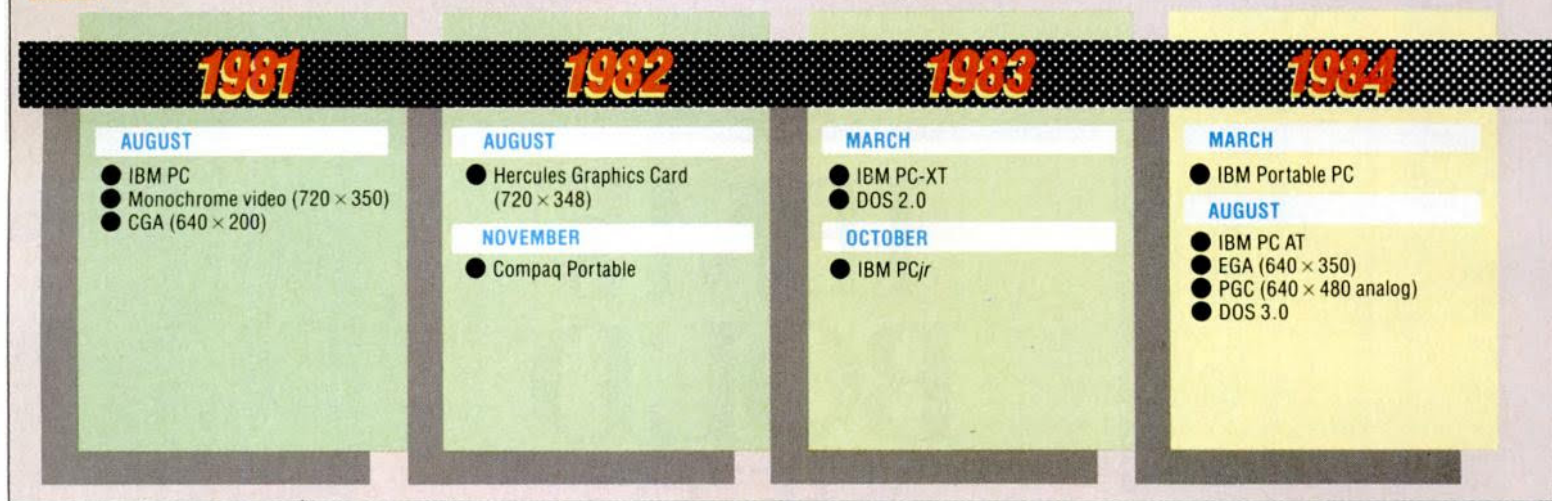 1981
AUGUST
● IBM PC
● Monochrome video (720 × 350)
● CGA (640 × 200)
1982
AUGUST
● Hercules Graphics Card
(720 × 348)
NOVEMBER
● Compaq Portable
1983
MARCH
● IBM PC-XT
● DOS 2.0
OCTOBER
● IBM PCjr
1984
MARCH
● IBM Portable PC
AUGUST
● IBM PC AT
● EGA (640 × 350)
● PGC (640 × 480 analog)
● DOS 3.0